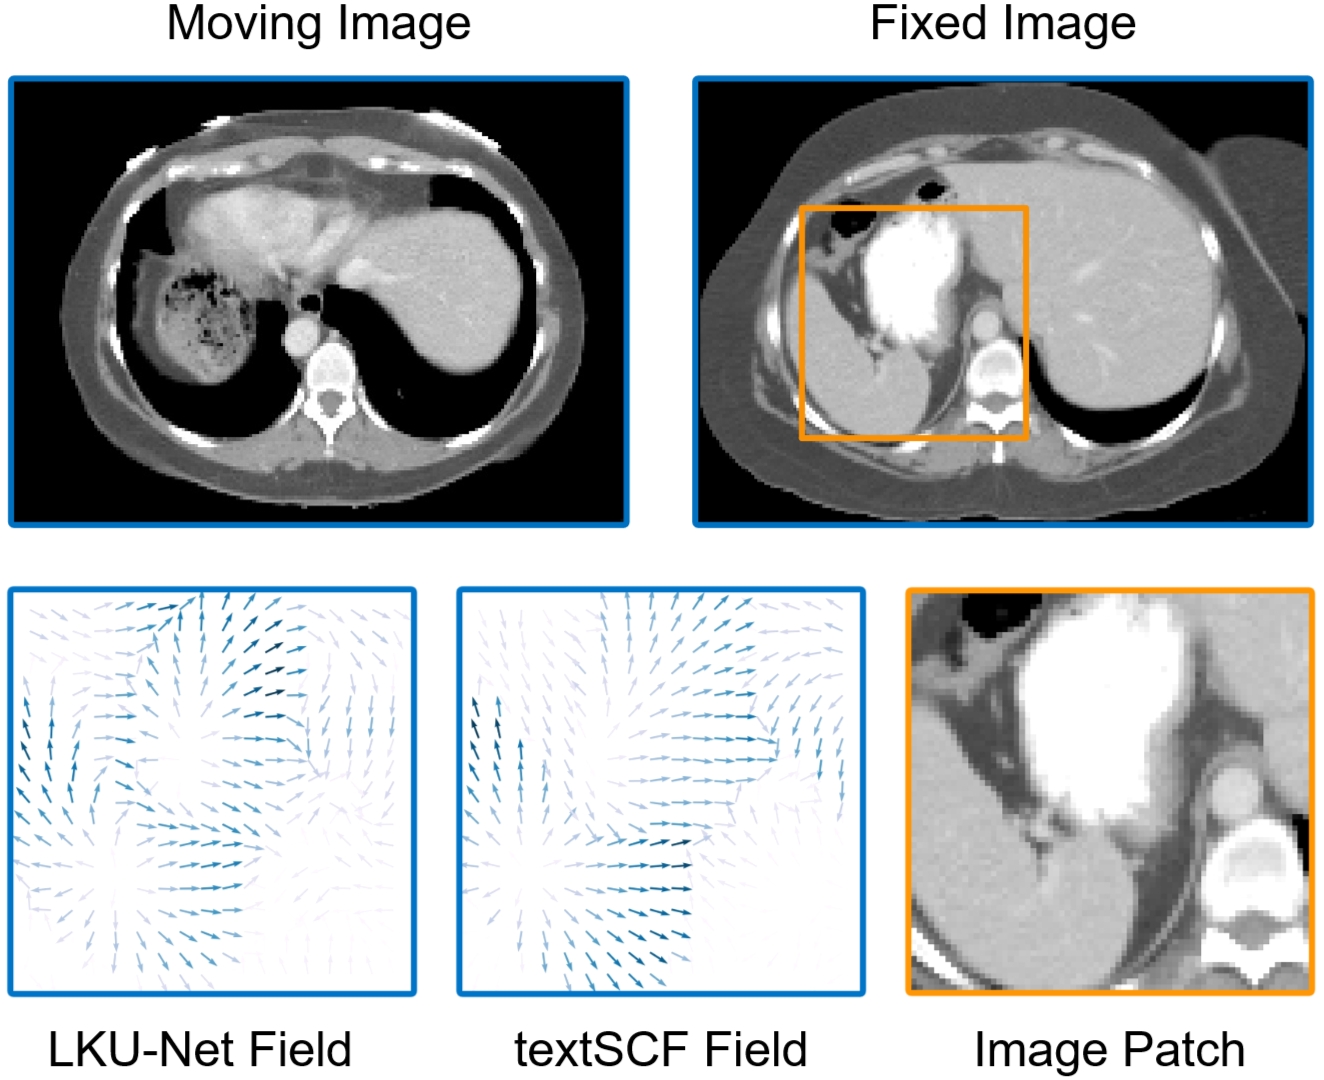 Moving Image
Fixed Image
LKU-Net Field
textSCF Field
Image Patch